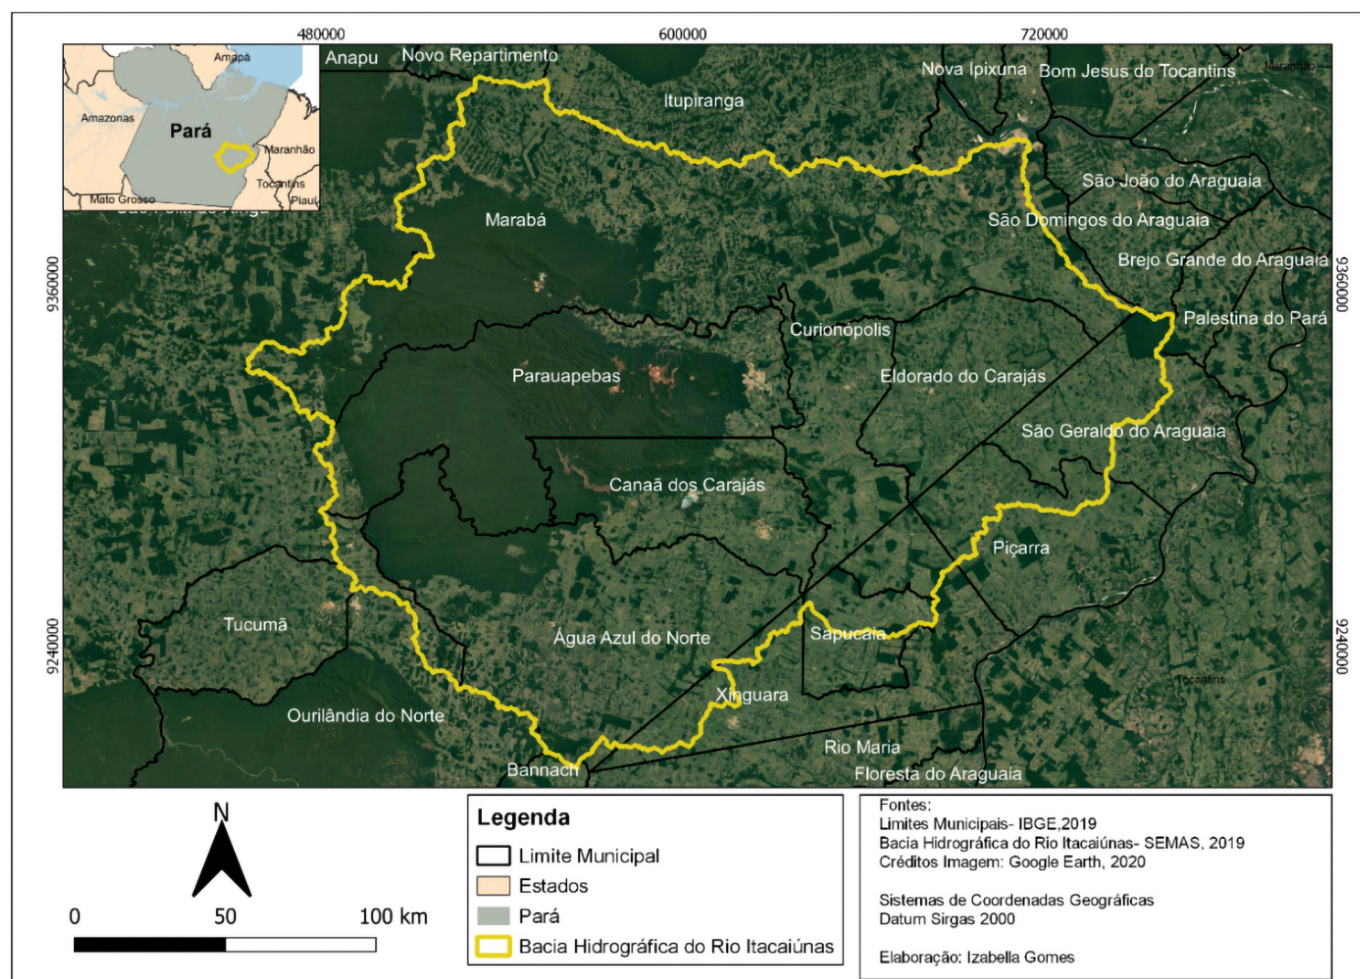 480000
600000
720000
Anapu
Novo Repartimento
Nova Ipixuna
Bom Jesus do Tocantins
Maranhão
Itupiranga
Amapá
Amazonas
Pará
Maranhão
Tocantins
Mato Grosso
Piauí
São João do Araguaia
Marabá
São Domingos do Araguaia
Brejo Grande do Araguaia
9360000
9360000
Palestina do Pará
Curionópolis
Parauapebas
Eldorado do Carajás
São Geraldo do Araguaia
Canaã dos Carajás
Piçarra
Tucumã
Água Azul do Norte
Sapucaia
9240000
9240000
Tocantins
Xinguara
Ourilândia do Norte
Rio Maria
Bannach
Floresta do Araguaia
N
0 50 100 km
Legenda
Limite Municipal
Estados
Pará
Bacia Hidrográfica do Rio Itacaiúnas
Fontes:
Limites Municipais- IBGE,2019
Bacia Hidrográfica do Rio Itacaiúnas- SEMAS, 2019
Créditos Imagem: Google Earth, 2020
Sistemas de Coordenadas Geográficas
Datum Sirgas 2000
Elaboração: Izabella Gomes